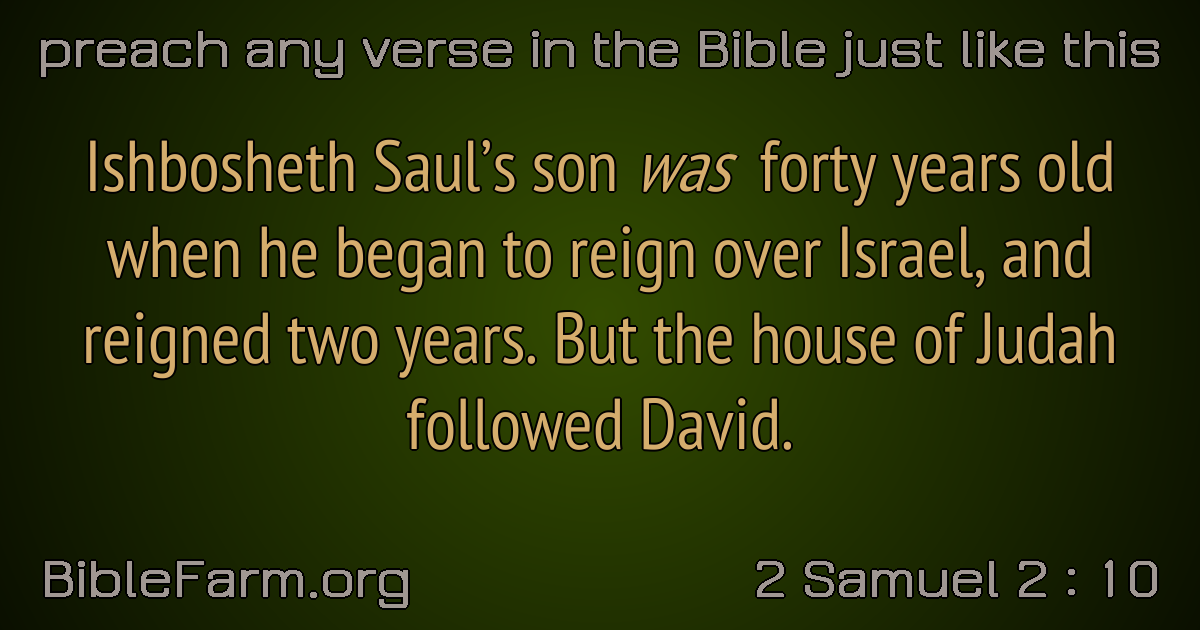 preach any verse in the Bible just like this
Ishbosheth Saul’s son was forty years old
when he began to reign over Israel, and
reigned two years. But the house of Judah
followed David.
BibleFarm.org
2 Samuel 2 : 10